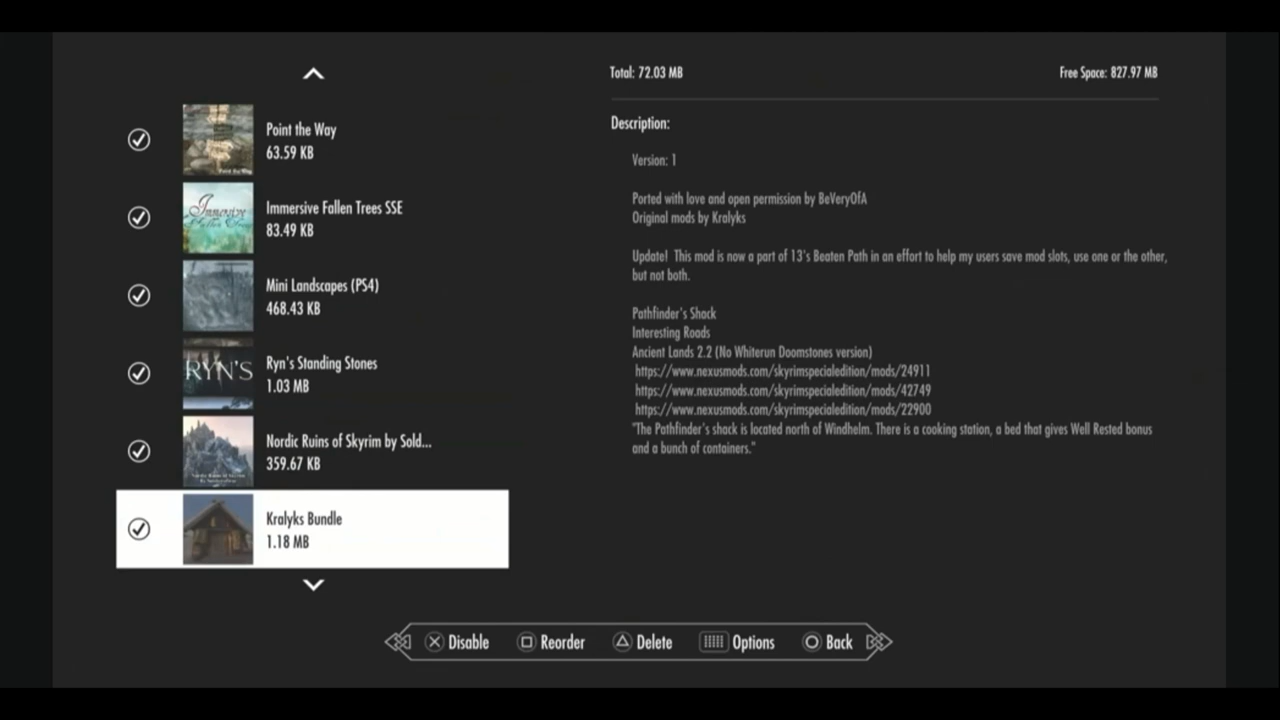 Total: 72.03 MB
Free Space: 827.97 MB
Point the Way
63.59 KB
Immersive Fallen Trees SSE
83.49 KB
Mini Landscapes (PS4)
468.43 KB
RYN'S
Ryn's Standing Stones
1.03 MB
Nordic Ruins of Skyrim by Sold...
359.67 KB
Kralyks Bundle
1.18 MB
Description:
Version: 1
Ported with love and open permission by BeVeryOfA
Original mods by Kralyks
Update! This mod is now a part of 13's Beaten Path in an effort to help my users save mod slots, use one or the other,
but not both.
Pathfinder's Shack
Interesting Roads
Ancient Lands 2.2 (No Whiterun Doomstones version)
https://www.nexusmods.com/skyrimspecialedition/mods/24911
https://www.nexusmods.com/skyrimspecialedition/mods/42749
https://www.nexusmods.com/skyrimspecialedition/mods/22900
"The Pathfinder's shack is located north of Windhelm. There is a cooking station, a bed that gives Well Rested bonus
and a bunch of containers."
Disable Reorder Delete Options Back